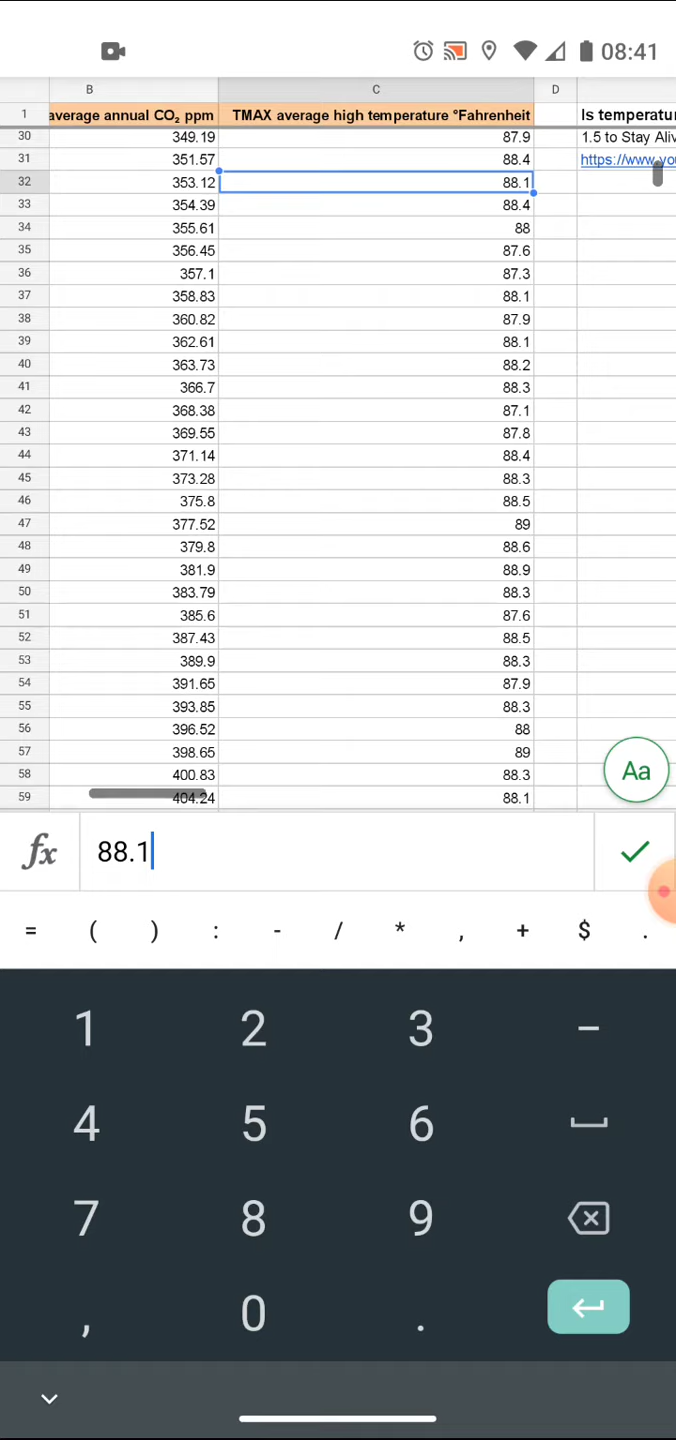 08:41
B C D
1 average annual CO₂ ppm TMAX average high temperature °Fahrenheit Is temperatu
30 349.19 87.9 1.5 to Stay Aliv
31 351.57 88.4 https://www.yo
32 353.12 88.1
33 354.39 88.4
34 355.61 88
35 356.45 87.6
36 357.1 87.3
37 358.83 88.1
38 360.82 87.9
39 362.61 88.1
40 363.73 88.2
41 366.7 88.3
42 368.38 87.1
43 369.55 87.8
44 371.14 88.4
45 373.28 88.3
46 375.8 88.5
47 377.52 89
48 379.8 88.6
49 381.9 88.9
50 383.79 88.3
51 385.6 87.6
52 387.43 88.5
53 389.9 88.3
54 391.65 87.9
55 393.85 88.3
56 396.52 88
57 398.65 89
58 400.83 88.3
59 404.24 88.1
Aa
fx 88.1
= ( ) : - / * , + $ .
1 2 3 –
4 5 6
7 8 9
, 0 .